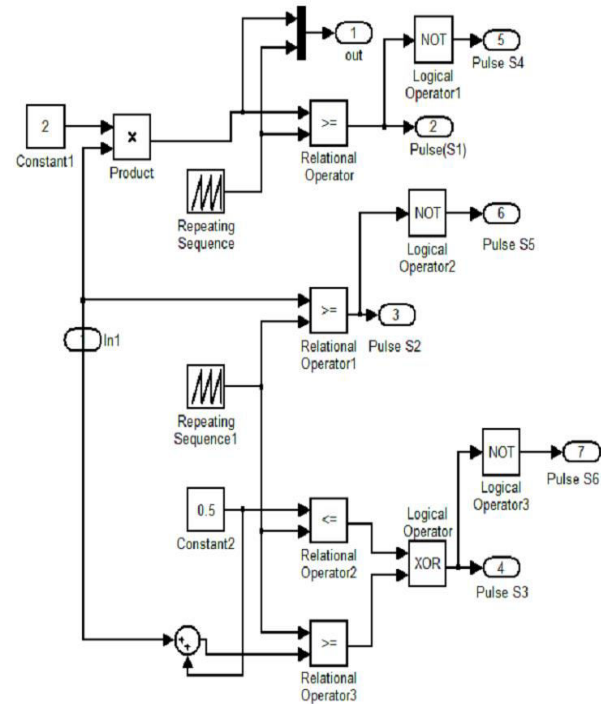 1
out
NOT
Logical
Operator1
5
Pulse S4
2
Constant1
×
Product
>=
Relational
Operator
2
Pulse(S1)
Repeating
Sequence
NOT
Logical
Operator2
6
Pulse S5
>=
Relational
Operator1
3
Pulse S2
1
In1
Repeating
Sequence1
NOT
Logical
Operator3
7
Pulse S6
0.5
Constant2
<=
Relational
Operator2
Logical
Operator
XOR
4
Pulse S3
+
+
>=
Relational
Operator3